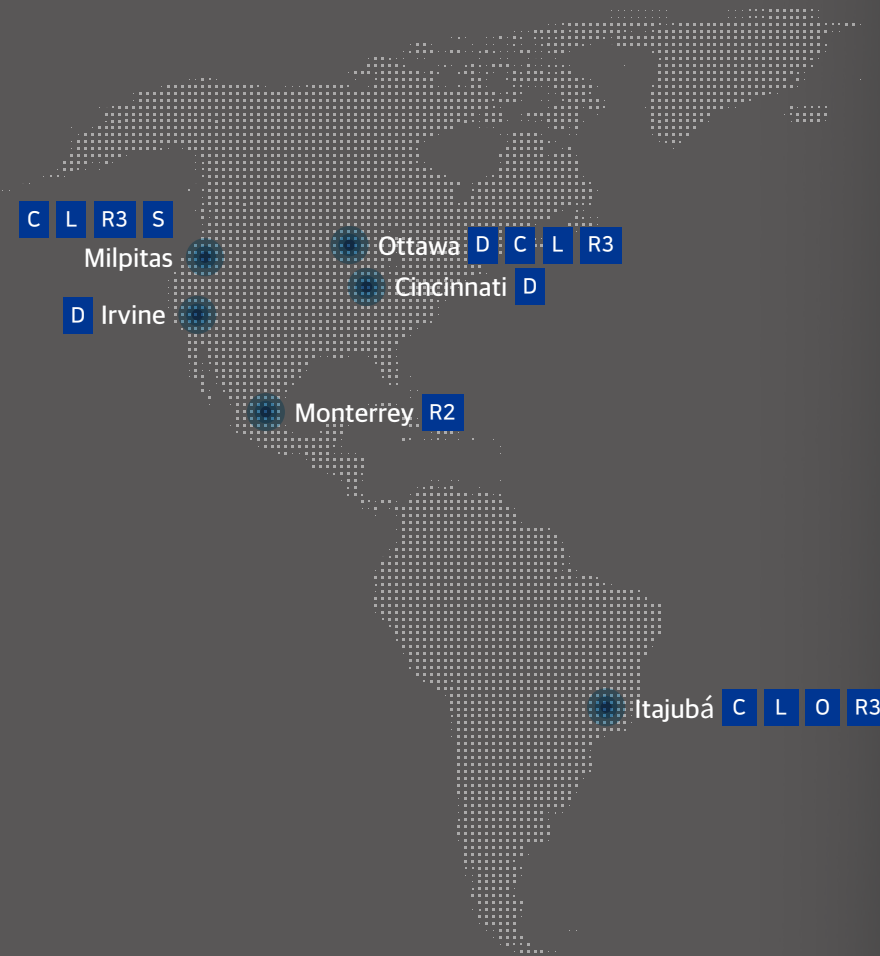 C L R3 S
Milpitas
Ottawa D C L R3
Cincinnati D
D Irvine
Monterrey R2
Itajubá C L O R3